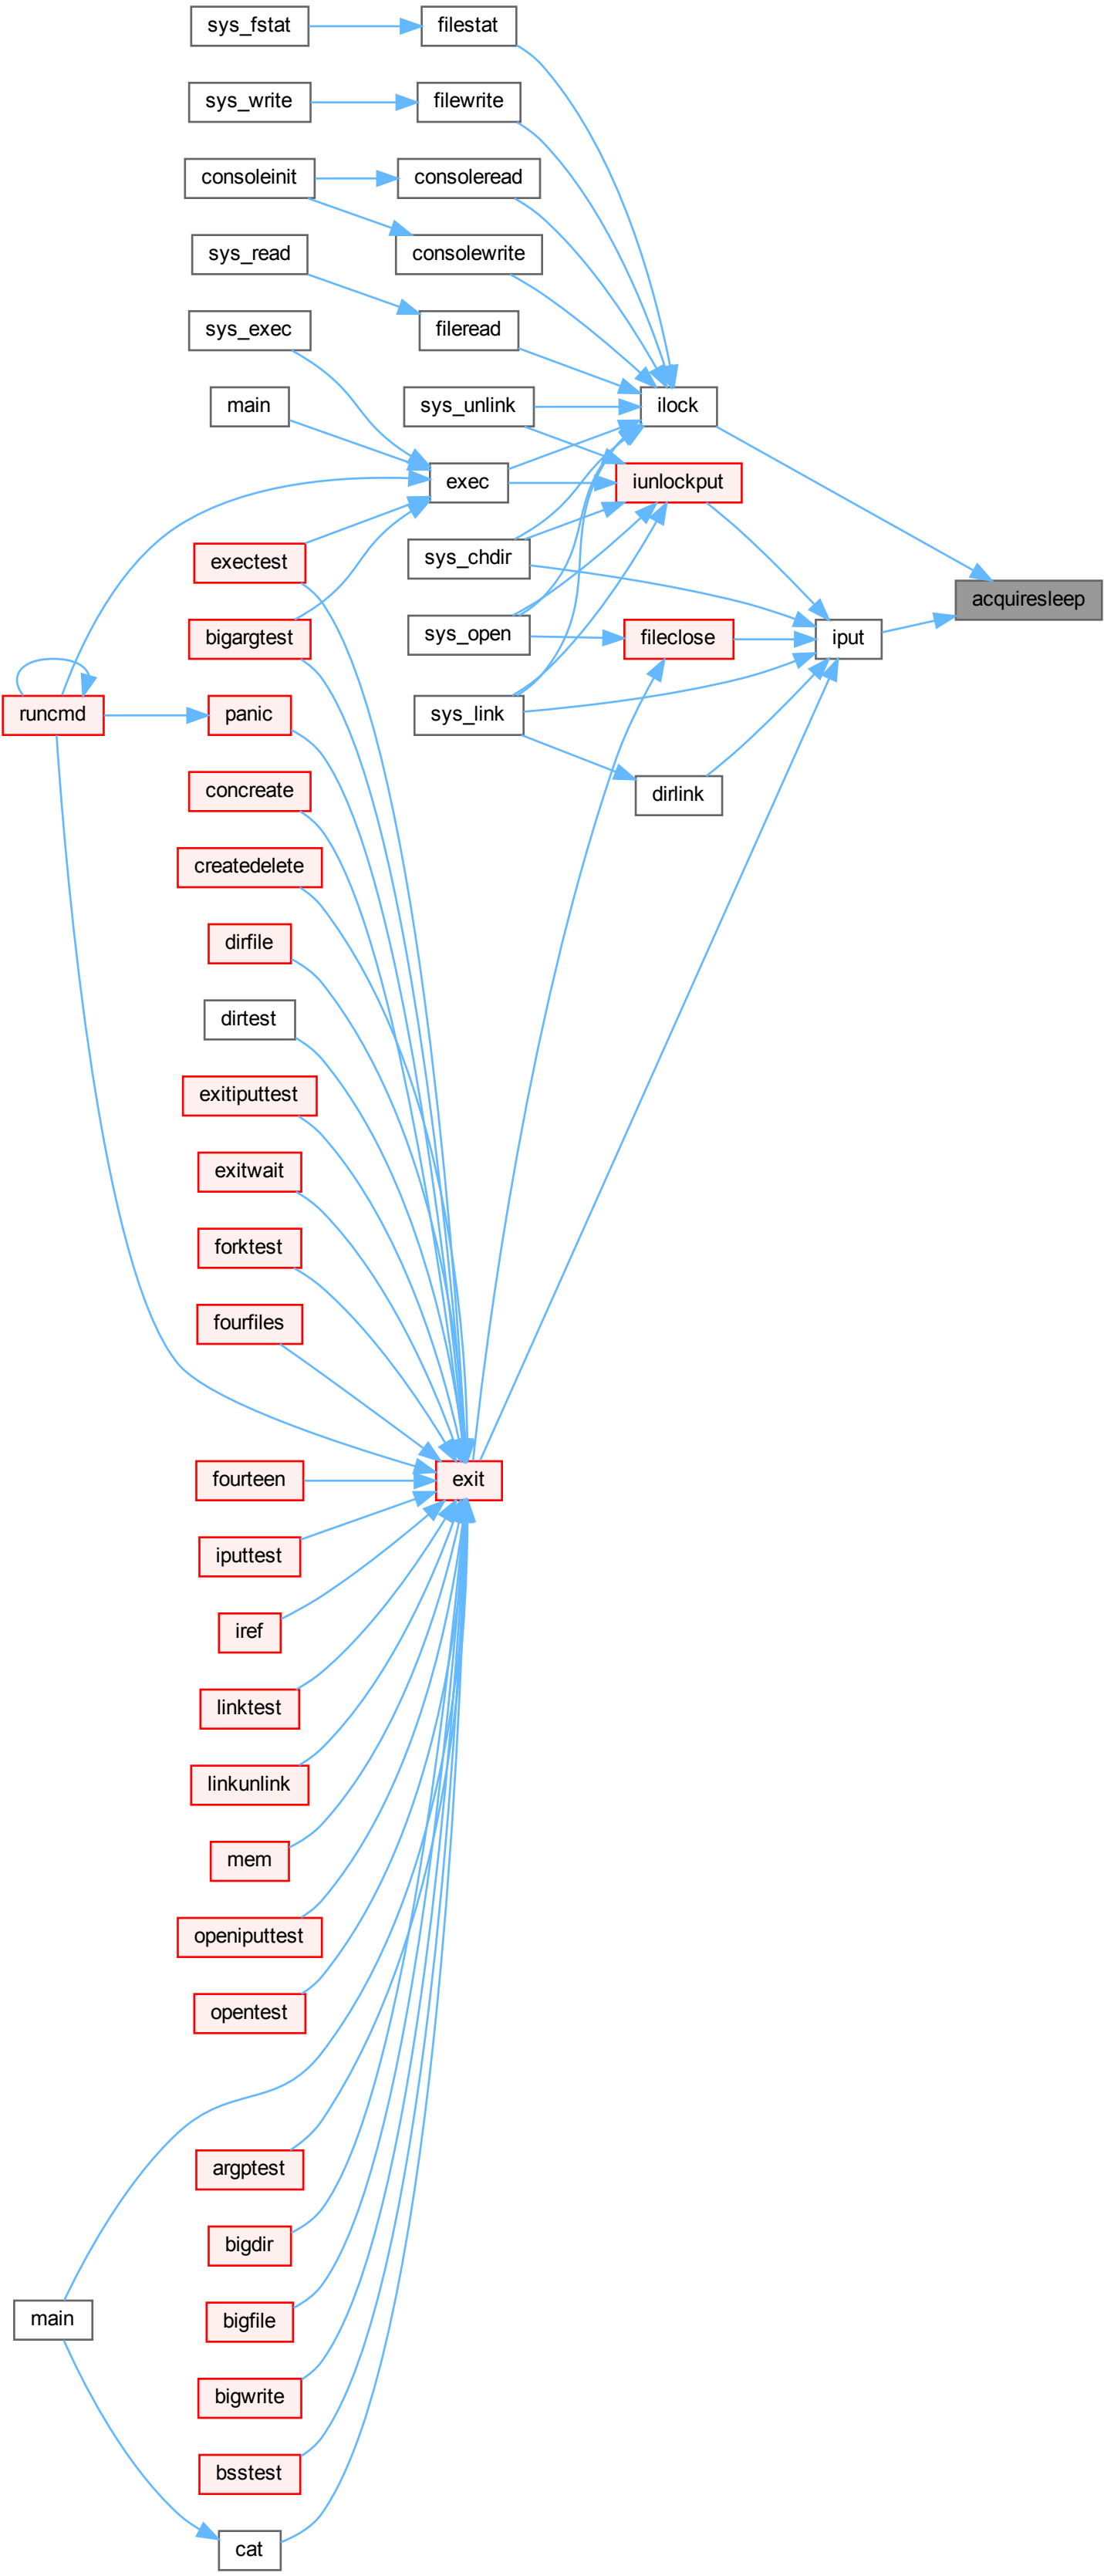 sys_fstat
filestat
sys_write
filewrite
consoleinit
consoleread
sys_read
consolewrite
sys_exec
fileread
main
sys_unlink
ilock
exec
iunlockput
exectest
sys_chdir
acquiresleep
bigargtest
sys_open
fileclose
iput
runcmd
panic
sys_link
concreate
dirlink
createdelete
dirfile
dirtest
exitiputtest
exitwait
forktest
fourfiles
fourteen
exit
iputtest
iref
linktest
linkunlink
mem
openiputtest
opentest
argptest
bigdir
main
bigfile
bigwrite
bsstest
cat